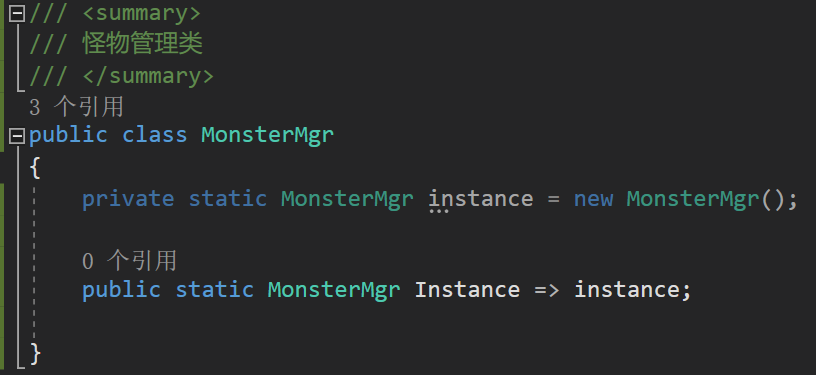 /// <summary>
/// 怪物管理类
/// </summary>
3 个引用
public class MonsterMgr
{
private static MonsterMgr instance = new MonsterMgr();
0 个引用
public static MonsterMgr Instance => instance;
}